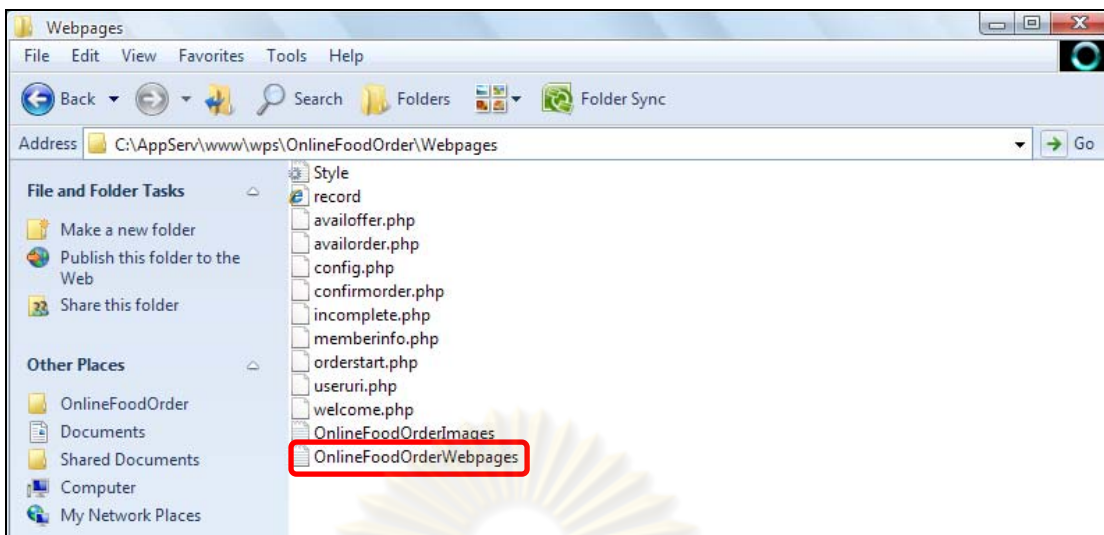 Webpages
File Edit View Favorites Tools Help
Back Search Folders Folder Sync
Address C:\AppServ\www\wps\OnlineFoodOrder\Webpages Go
File and Folder Tasks
Make a new folder
Publish this folder to the
Web
Share this folder
Other Places
OnlineFoodOrder
Documents
Shared Documents
Computer
My Network Places
Style
record
availoffer.php
availorder.php
config.php
confirmorder.php
incomplete.php
memberinfo.php
orderstart.php
useruri.php
welcome.php
OnlineFoodOrderImages
OnlineFoodOrderWebpages